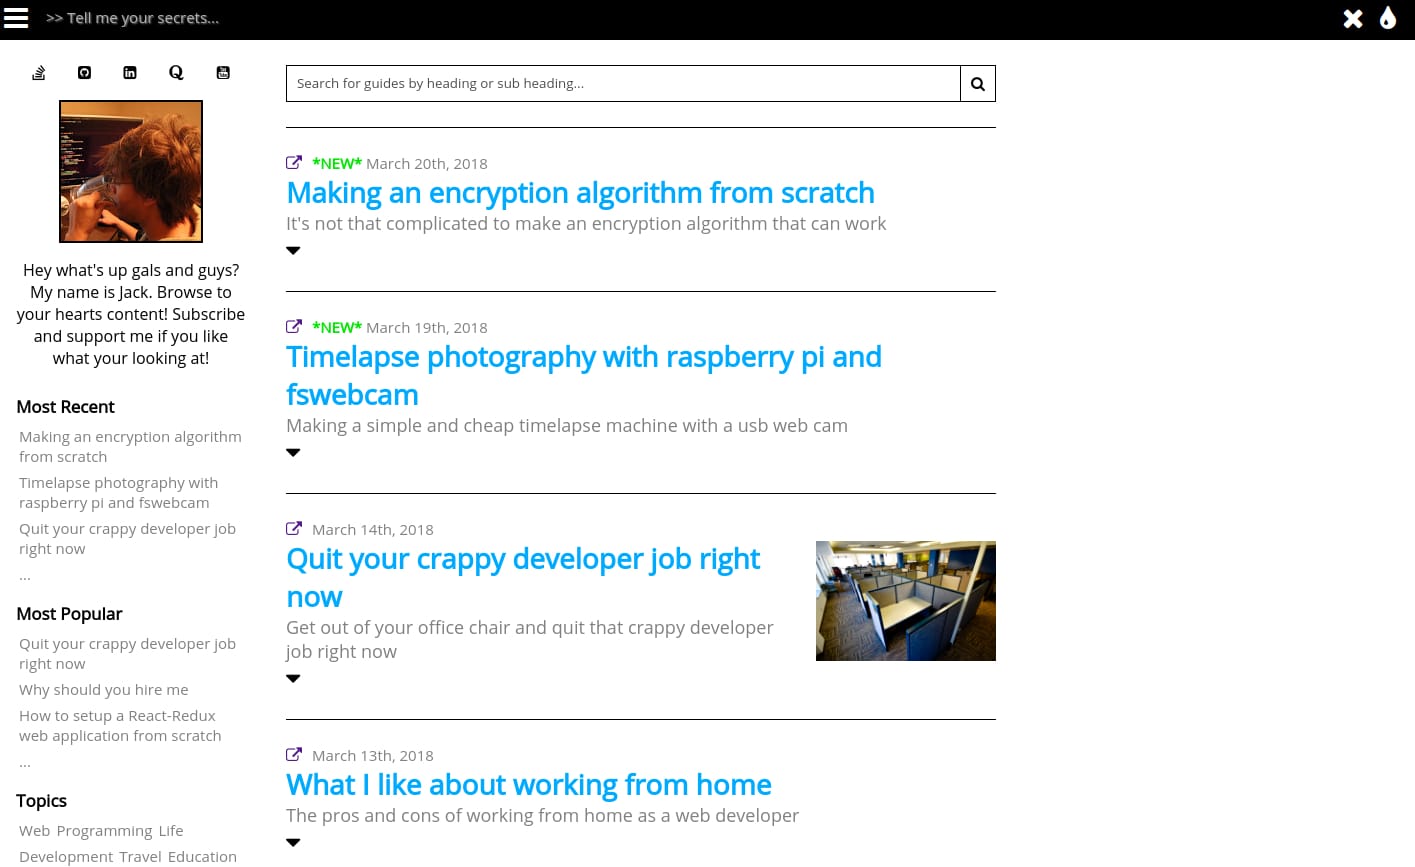 >> Tell me your secrets...
Hey what's up gals and guys?
My name is Jack. Browse to
your hearts content! Subscribe
and support me if you like
what your looking at!
Most Recent
Making an encryption algorithm
from scratch
Timelapse photography with
raspberry pi and fswebcam
Quit your crappy developer job
right now
...
Most Popular
Quit your crappy developer job
right now
Why should you hire me
How to setup a React-Redux
web application from scratch
...
Topics
Web Programming Life
Development Travel Education
Search for guides by heading or sub heading...
*NEW* March 20th, 2018
Making an encryption algorithm from scratch
It's not that complicated to make an encryption algorithm that can work
*NEW* March 19th, 2018
Timelapse photography with raspberry pi and
fswebcam
Making a simple and cheap timelapse machine with a usb web cam
March 14th, 2018
Quit your crappy developer job right
now
Get out of your office chair and quit that crappy developer
job right now
March 13th, 2018
What I like about working from home
The pros and cons of working from home as a web developer